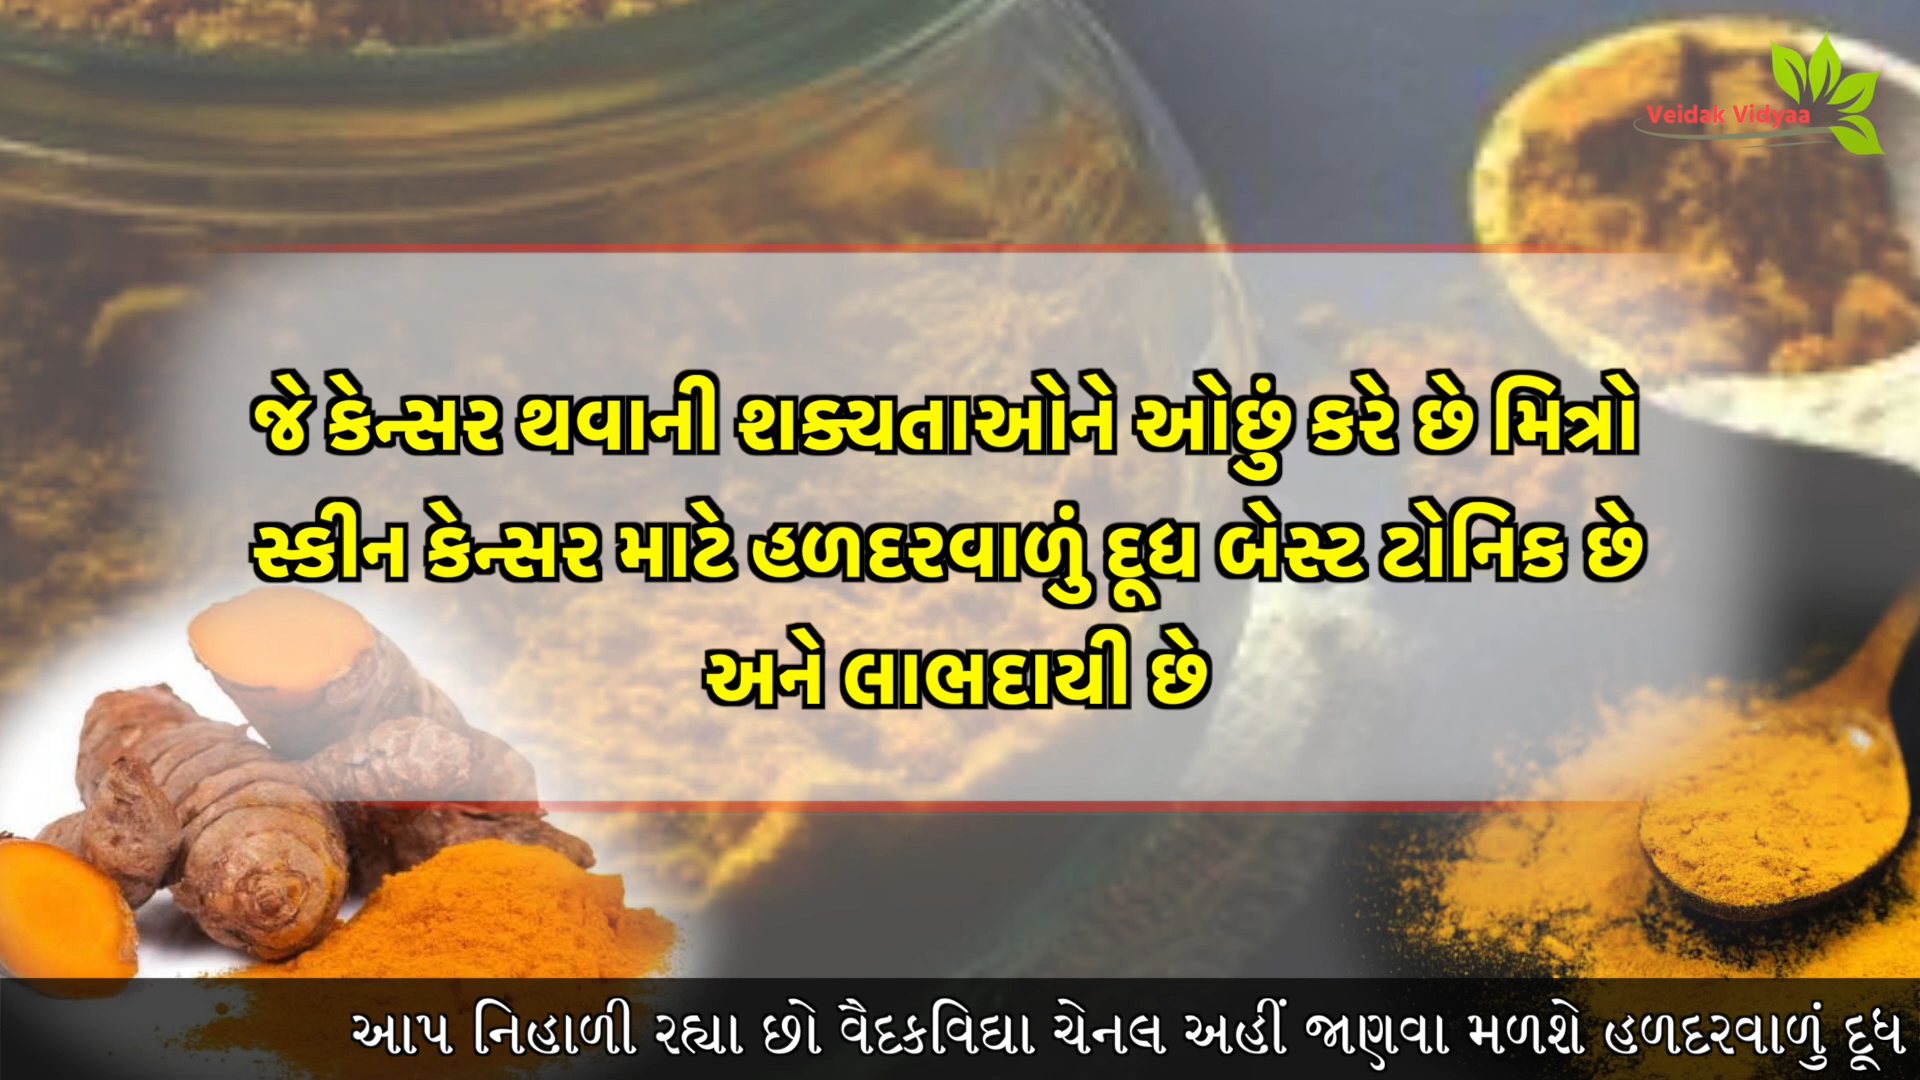 Veidak Vidyaa
જે કેન્સર થવાની શક્યતાઓને ઓછું કરે છે મિત્રો
સ્કીન કેન્સર માટે હળદરવાળું દૂધ બેસ્ટ ટોનિક છે
અને લાભદાયી છે
આપ નિહાળી રહ્યા છો વૈદકવિદ્યા ચેનલ અહીં જાણવા મળશે હળદરવાળું દૂધ